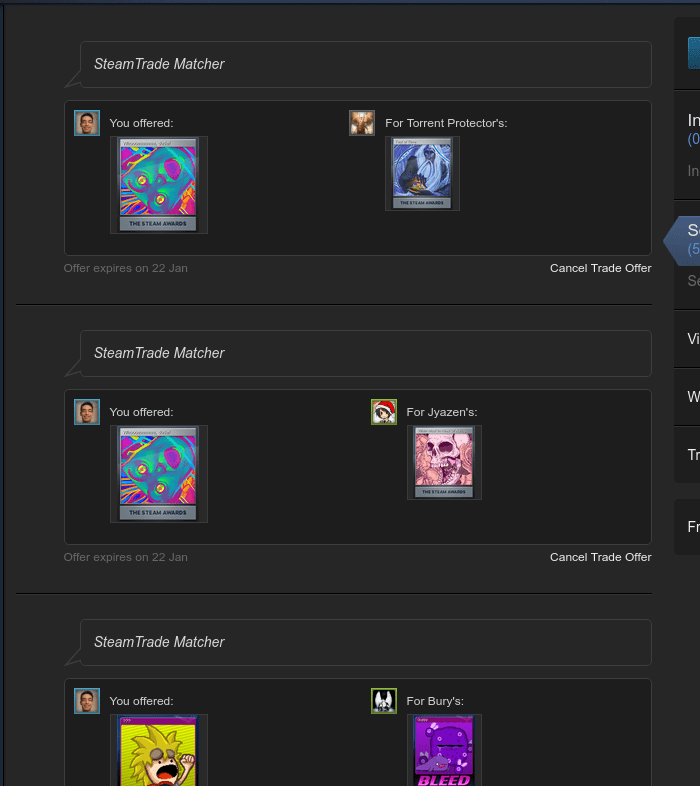 SteamTrade Matcher
You offered:
For Torrent Protector's:
THE STEAM AWARDS
THE STEAM AWARDS
Offer expires on 22 Jan
Cancel Trade Offer
SteamTrade Matcher
You offered:
For Jyazen's:
THE STEAM AWARDS
THE STEAM AWARDS
Offer expires on 22 Jan
Cancel Trade Offer
SteamTrade Matcher
You offered:
For Bury's:
BLEED
In
(0
In
S
(5
Se
Vi
W
Tr
Fr